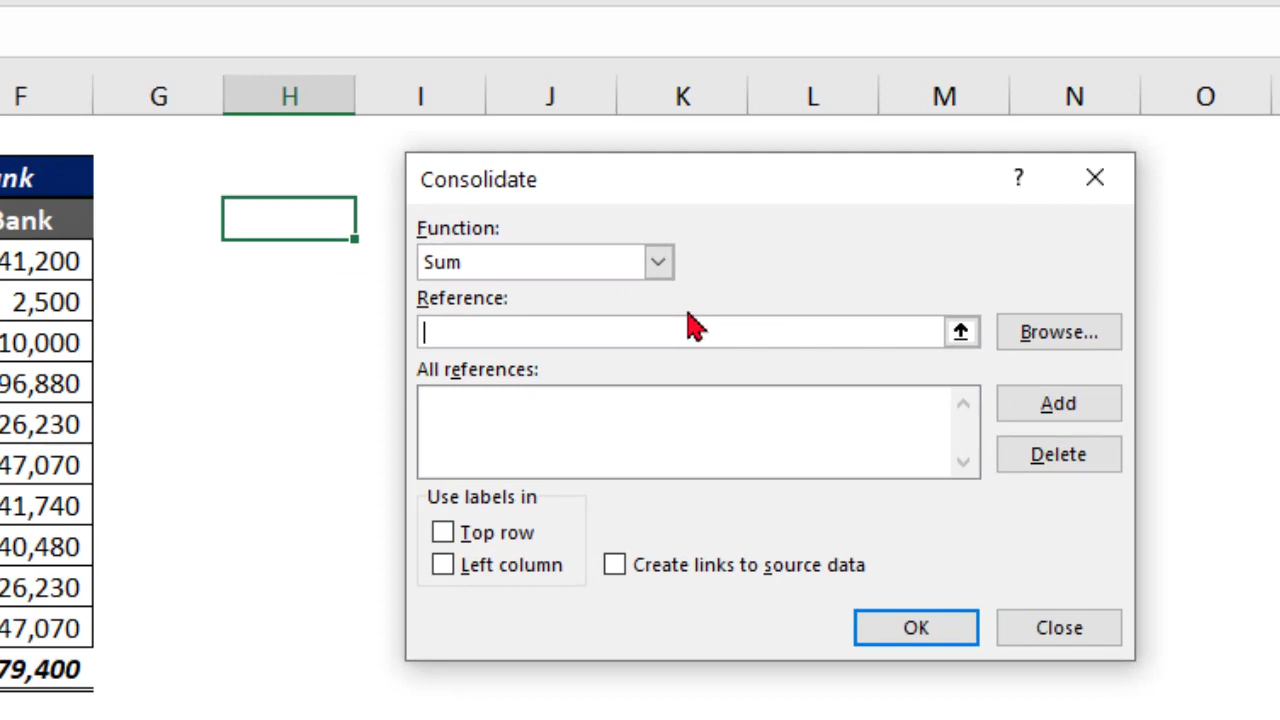 F G H I J K L M N O
nk
Bank
41,200
2,500
10,000
96,880
26,230
47,070
41,740
40,480
26,230
47,070
79,400
Consolidate ?
Function:
Sum
Reference:
Browse...
All references:
Add
Delete
Use labels in
Top row
Left column
Create links to source data
OK Close